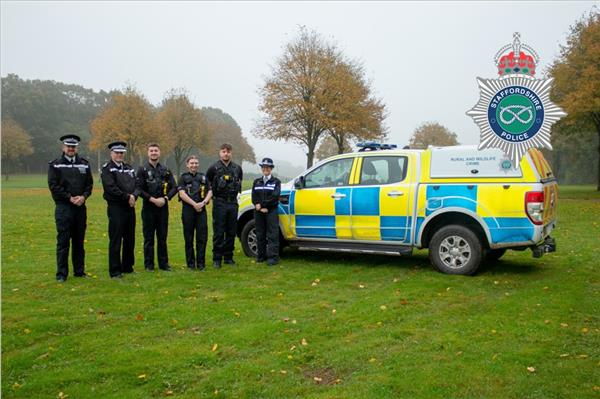 STAFFORDSHIRE
POLICE
RURAL AND WILDLIFE
CRIME